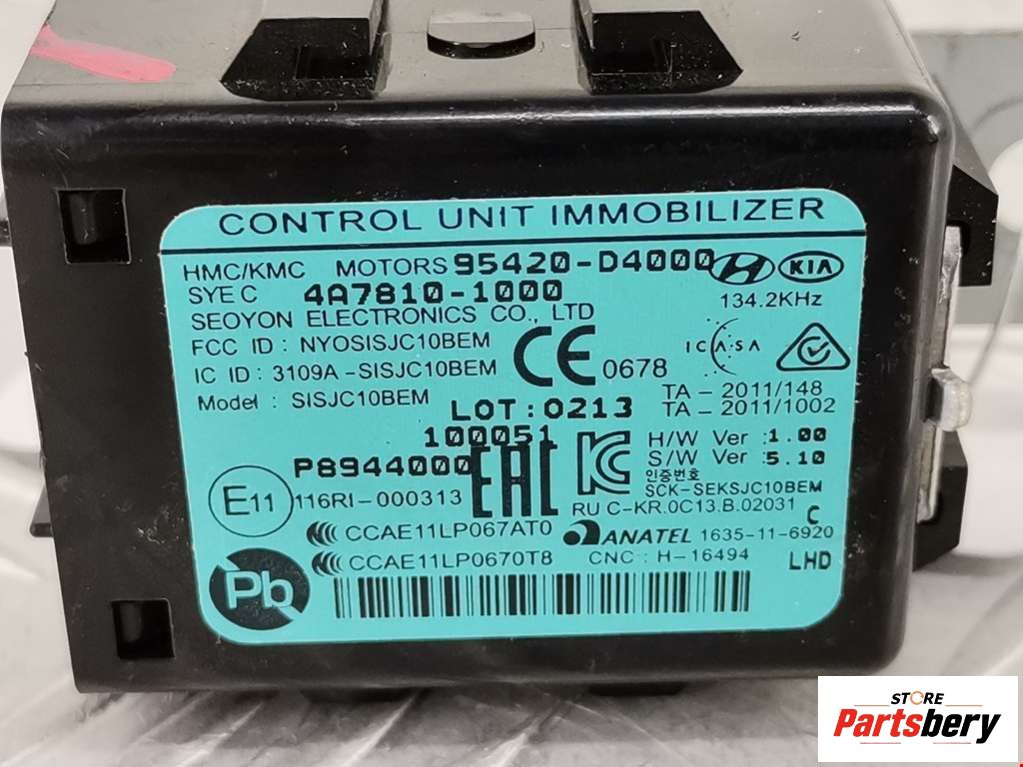 CONTROL UNIT IMMOBILIZER
HMC/KMC MOTORS 95420-D4000 KIA
SYEC 4A7810-1000 134.2KHz
SEOYON ELECTRONICS CO., LTD
FCC ID : NYOSISJC10BEM
IC ID : 3109A-SISJC10BEM CE 0678 ICASA
Model : SISJC10BEM TA-2011/148
LOT:0213 TA-2011/1002
100051 H/W Ver :1.00
P8944000 EAC S/W Ver :5.10
인증번호
E11 116RI-000313 SCK-SEKSJC10BEM
RU C-KR.0C13.B.02031 C
CCAE11LP067AT0 ANATEL 1635-11-6920
CCAE11LP0670T8 CNC : H-16494 LHD
Pb
STORE
Partsbery